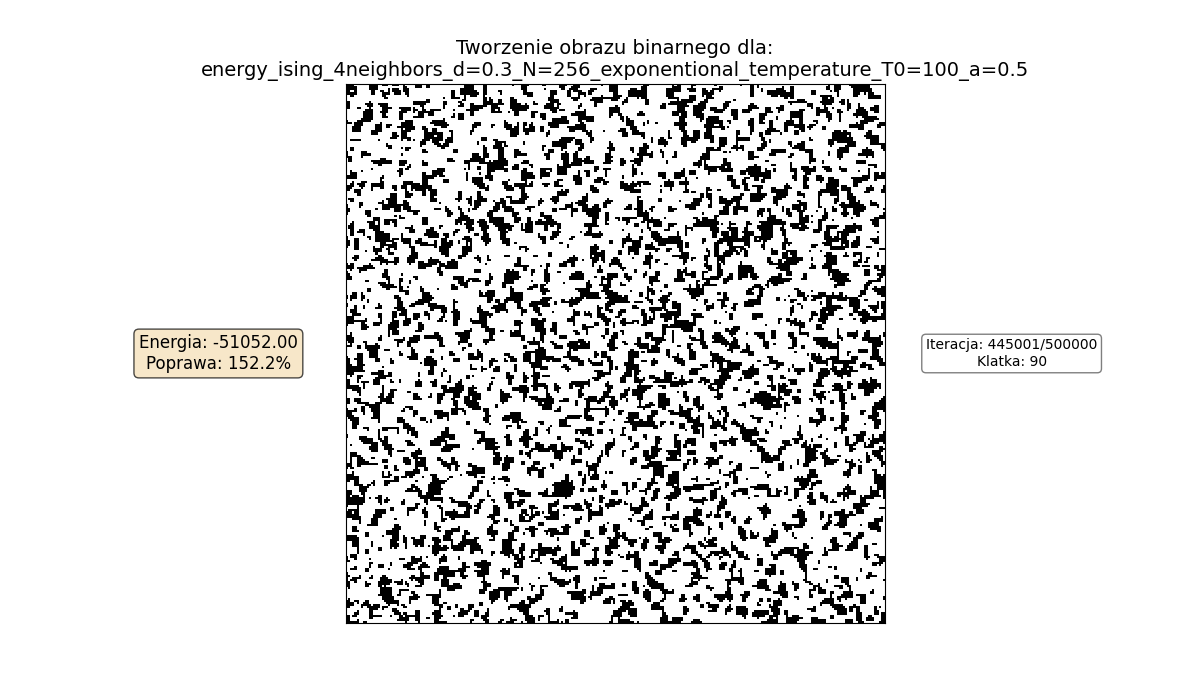 Tworzenie obrazu binarnego dla:
energy_ising_4neighbors_d=0.3_N=256_exponentional_temperature_T0=100_a=0.5
Energia: -51052.00
Poprawa: 152.2%
Iteracja: 445001/500000
Klatka: 90